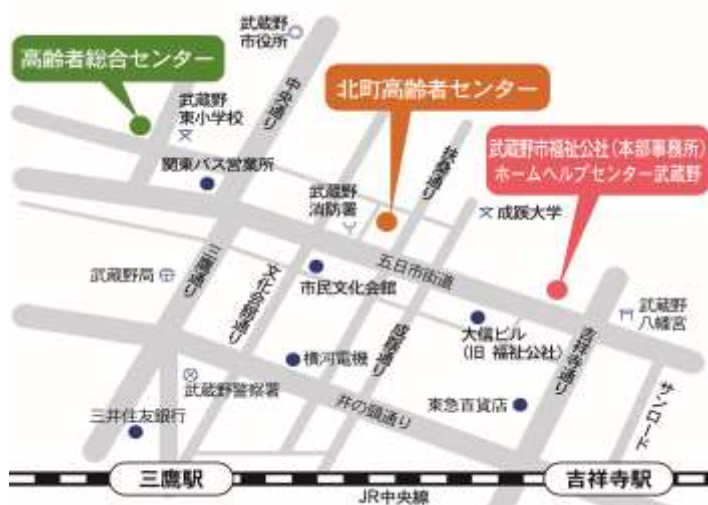 武蔵野
市役所
高齢者総合センター
中央通り
北町高齢者センター
武蔵野
東小学校
扶桑通り
武蔵野市福祉公社(本部事務所)
ホームヘルプセンター武蔵野
関東バス営業所
武蔵野
消防署
成蹊大学
三鷹通り
五日市街道
武蔵野局
文化会館通り
市民文化会館
成蹊通り
大信ビル
(旧 福祉公社)
吉祥寺通り
武蔵野
八幡宮
横河電機
武蔵野警察署
井の頭通り
東急百貨店
サンロード
三井住友銀行
三鷹駅
吉祥寺駅
JR中央線